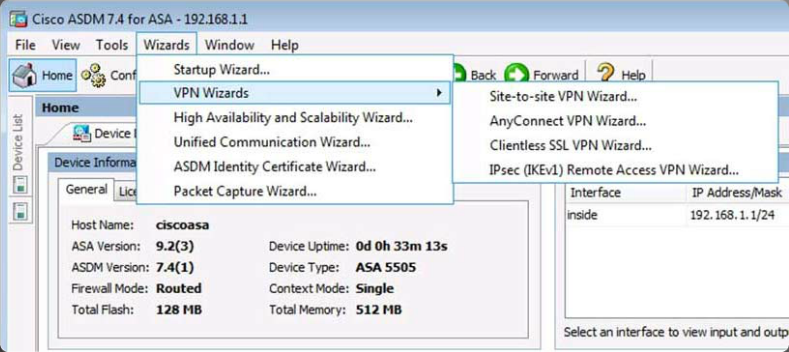 Cisco ASDM 7.4 for ASA - 192.168.1.1
File View Tools Wizards Window Help
Home Conf Back Forward Help
Startup Wizard...
VPN Wizards
High Availability and Scalability Wizard...
Unified Communication Wizard...
ASDM Identity Certificate Wizard...
Packet Capture Wizard...
Site-to-site VPN Wizard...
AnyConnect VPN Wizard...
Clientless SSL VPN Wizard...
IPsec (IKEv1) Remote Access VPN Wizard...
Device List
Home
Device
Device Informa
General Lice
Host Name: ciscoasa
ASA Version: 9.2(3) Device Uptime: 0d 0h 33m 13s
ASDM Version: 7.4(1) Device Type: ASA 5505
Firewall Mode: Routed Context Mode: Single
Total Flash: 128 MB Total Memory: 512 MB
Interface IP Address/Mask
inside 192.168.1.1/24
Select an interface to view input and outp